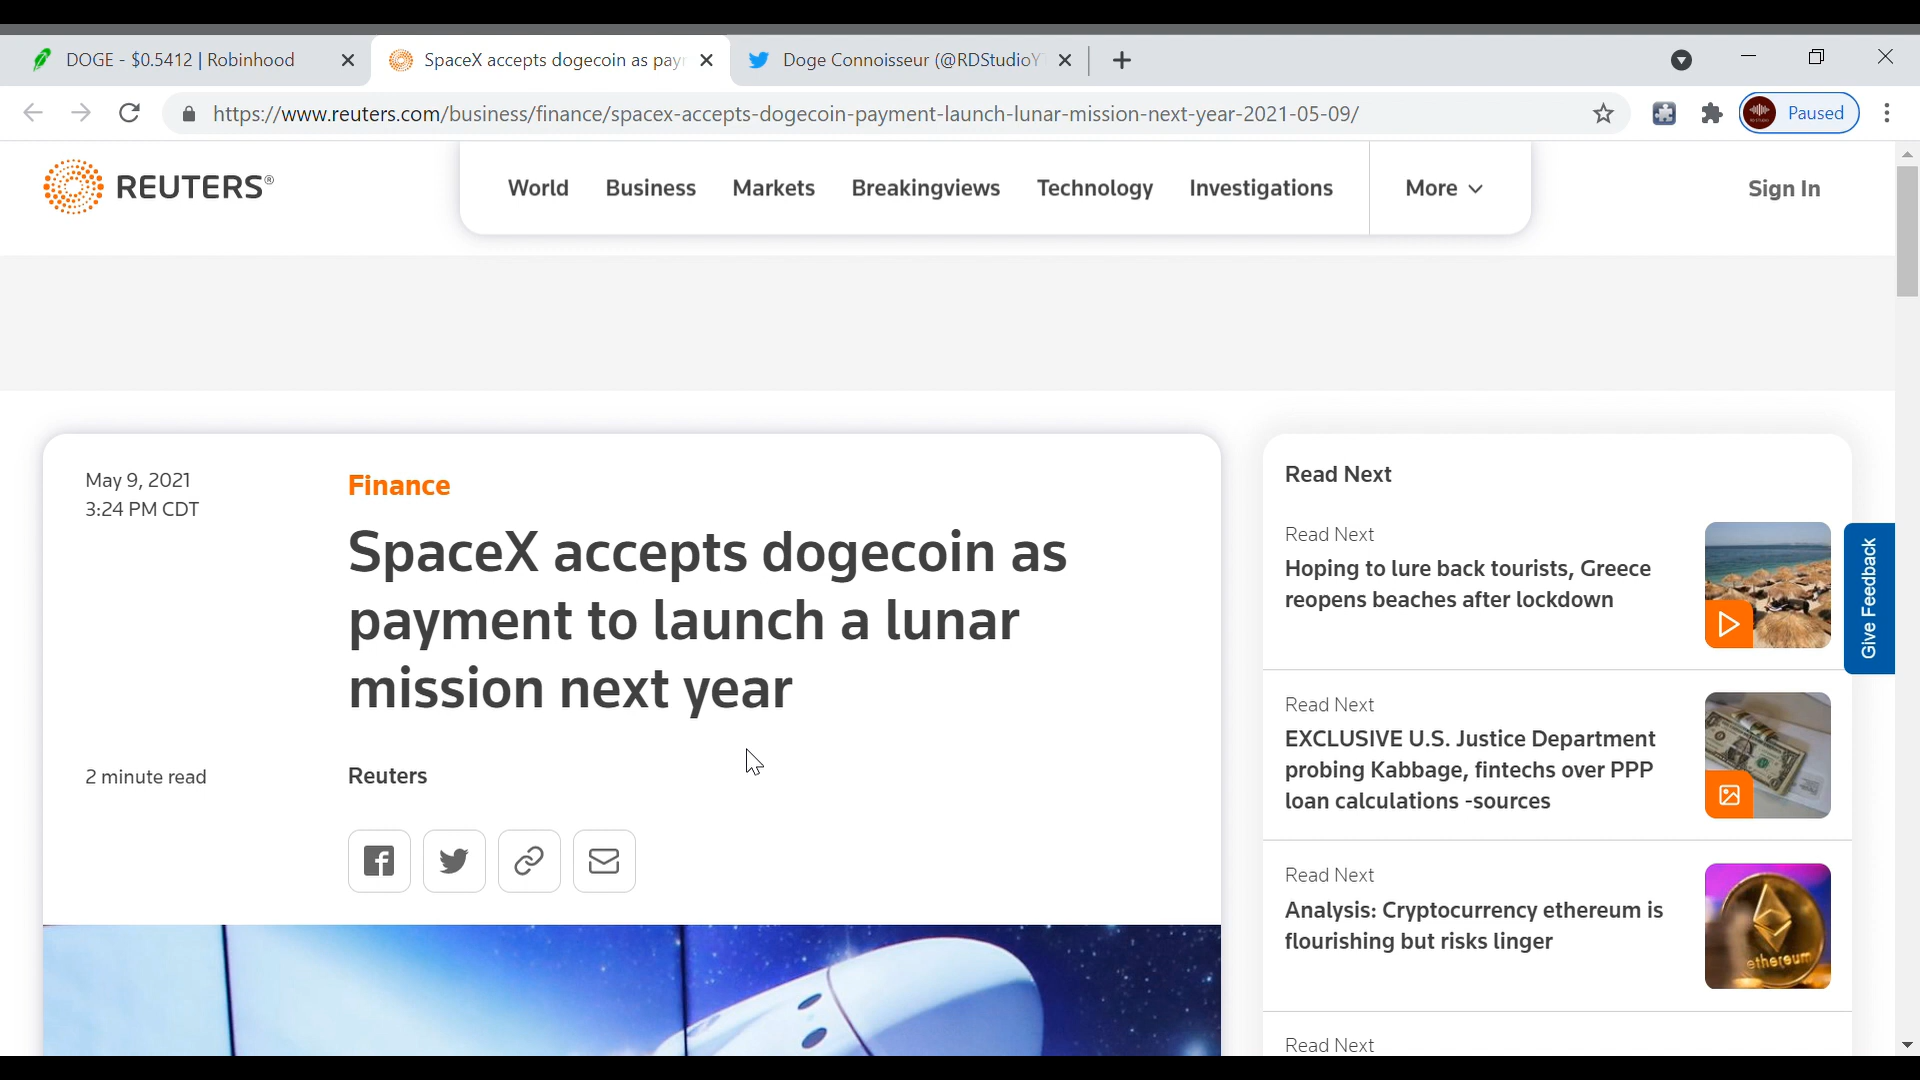 DOGE - $0.5412 | Robinhood
SpaceX accepts dogecoin as pay
Doge Connoisseur (@RDStudioY
https://www.reuters.com/business/finance/spacex-accepts-dogecoin-payment-launch-lunar-mission-next-year-2021-05-09/
Paused
REUTERS®
World Business Markets Breakingviews Technology Investigations More
Sign In
May 9, 2021
3:24 PM CDT
Finance
SpaceX accepts dogecoin as
payment to launch a lunar
mission next year
2 minute read
Reuters
Read Next
Read Next
Hoping to lure back tourists, Greece
reopens beaches after lockdown
Read Next
EXCLUSIVE U.S. Justice Department
probing Kabbage, fintechs over PPP
loan calculations -sources
Read Next
Analysis: Cryptocurrency ethereum is
flourishing but risks linger
ethereum
Read Next
Give Feedback